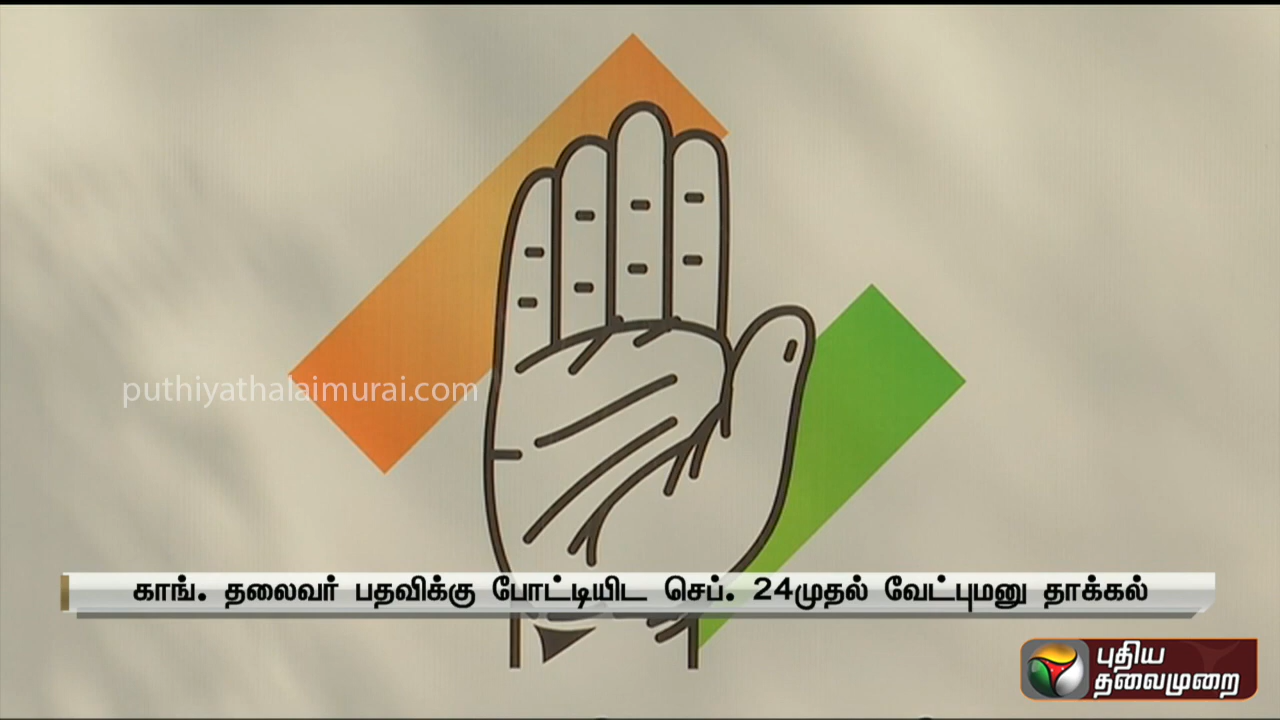 puthiyathalaimurai.com
காங். தலைவர் பதவிக்கு போட்டியிட செப். 24முதல் வேட்புமனு தாக்கல்
புதிய
தலைமுறை